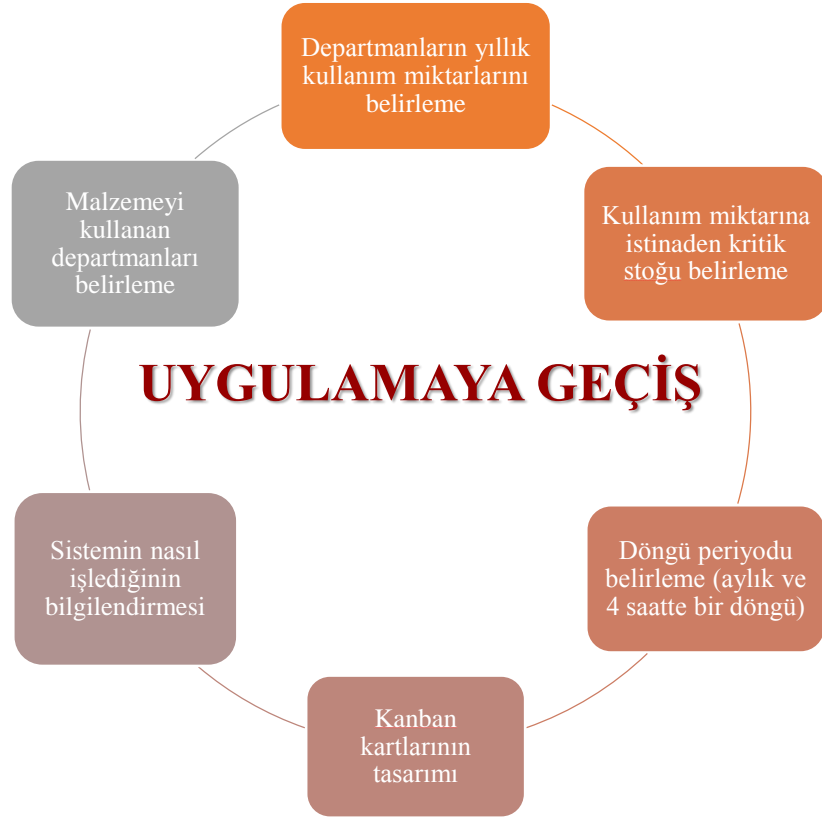 Departmanların yıllık
kullanım miktarlarını
belirleme
Kullanım miktarına
istinaden kritik
stoğu belirleme
Döngü periyodu
belirleme (aylık ve
4 saatte bir döngü)
Kanban
kartlarının
tasarımı
Sistemin nasıl
işlediğinin
bilgilendirmesi
Malzemeyi
kullanan
departmanları
belirleme
UYGULAMAYA GEÇİŞ